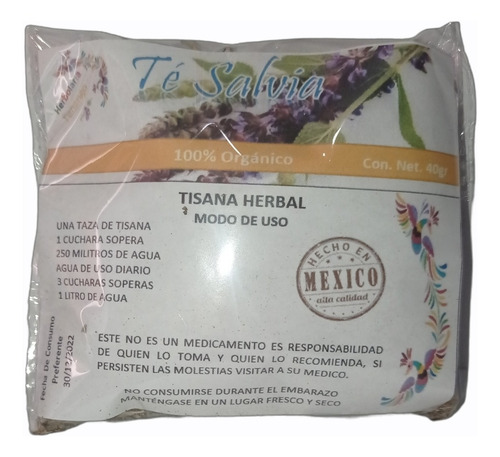 Té Salvia
100% Orgánico
Con. Net. 40gr
TISANA HERBAL
MODO DE USO
UNA TAZA DE TISANA
1 CUCHARA SOPERA
250 MILITROS DE AGUA
AGUA DE USO DIARIO
3 CUCHARAS SOPERAS
1 LITRO DE AGUA
HECHO EN
MEXICO
alta calidad
Fecha De Consumo
Preferente
30/12/2022
ESTE NO ES UN MEDICAMENTO ES RESPONSABILIDAD
DE QUIEN LO TOMA Y QUIEN LO RECOMIENDA, SI
PERSISTEN LAS MOLESTIAS VISITAR A SU MEDICO.
NO CONSUMIRSE DURANTE EL EMBARAZO
MANTÉNGASE EN UN LUGAR FRESCO Y SECO